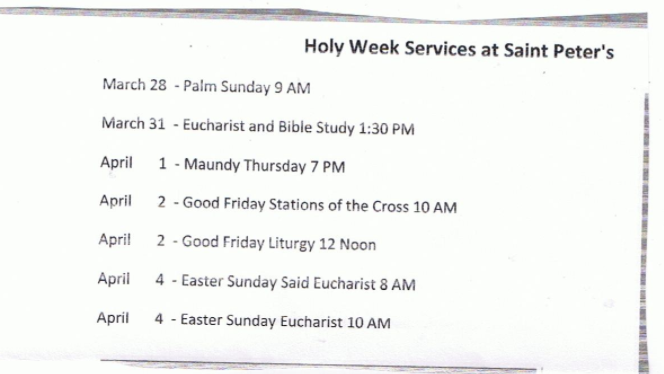 Holy Week Services at Saint Peter's
March 28 - Palm Sunday 9 AM
March 31 - Eucharist and Bible Study 1:30 PM
April 1 - Maundy Thursday 7 PM
April 2 - Good Friday Stations of the Cross 10 AM
April 2 - Good Friday Liturgy 12 Noon
April 4 - Easter Sunday Said Eucharist 8 AM
April 4 - Easter Sunday Eucharist 10 AM